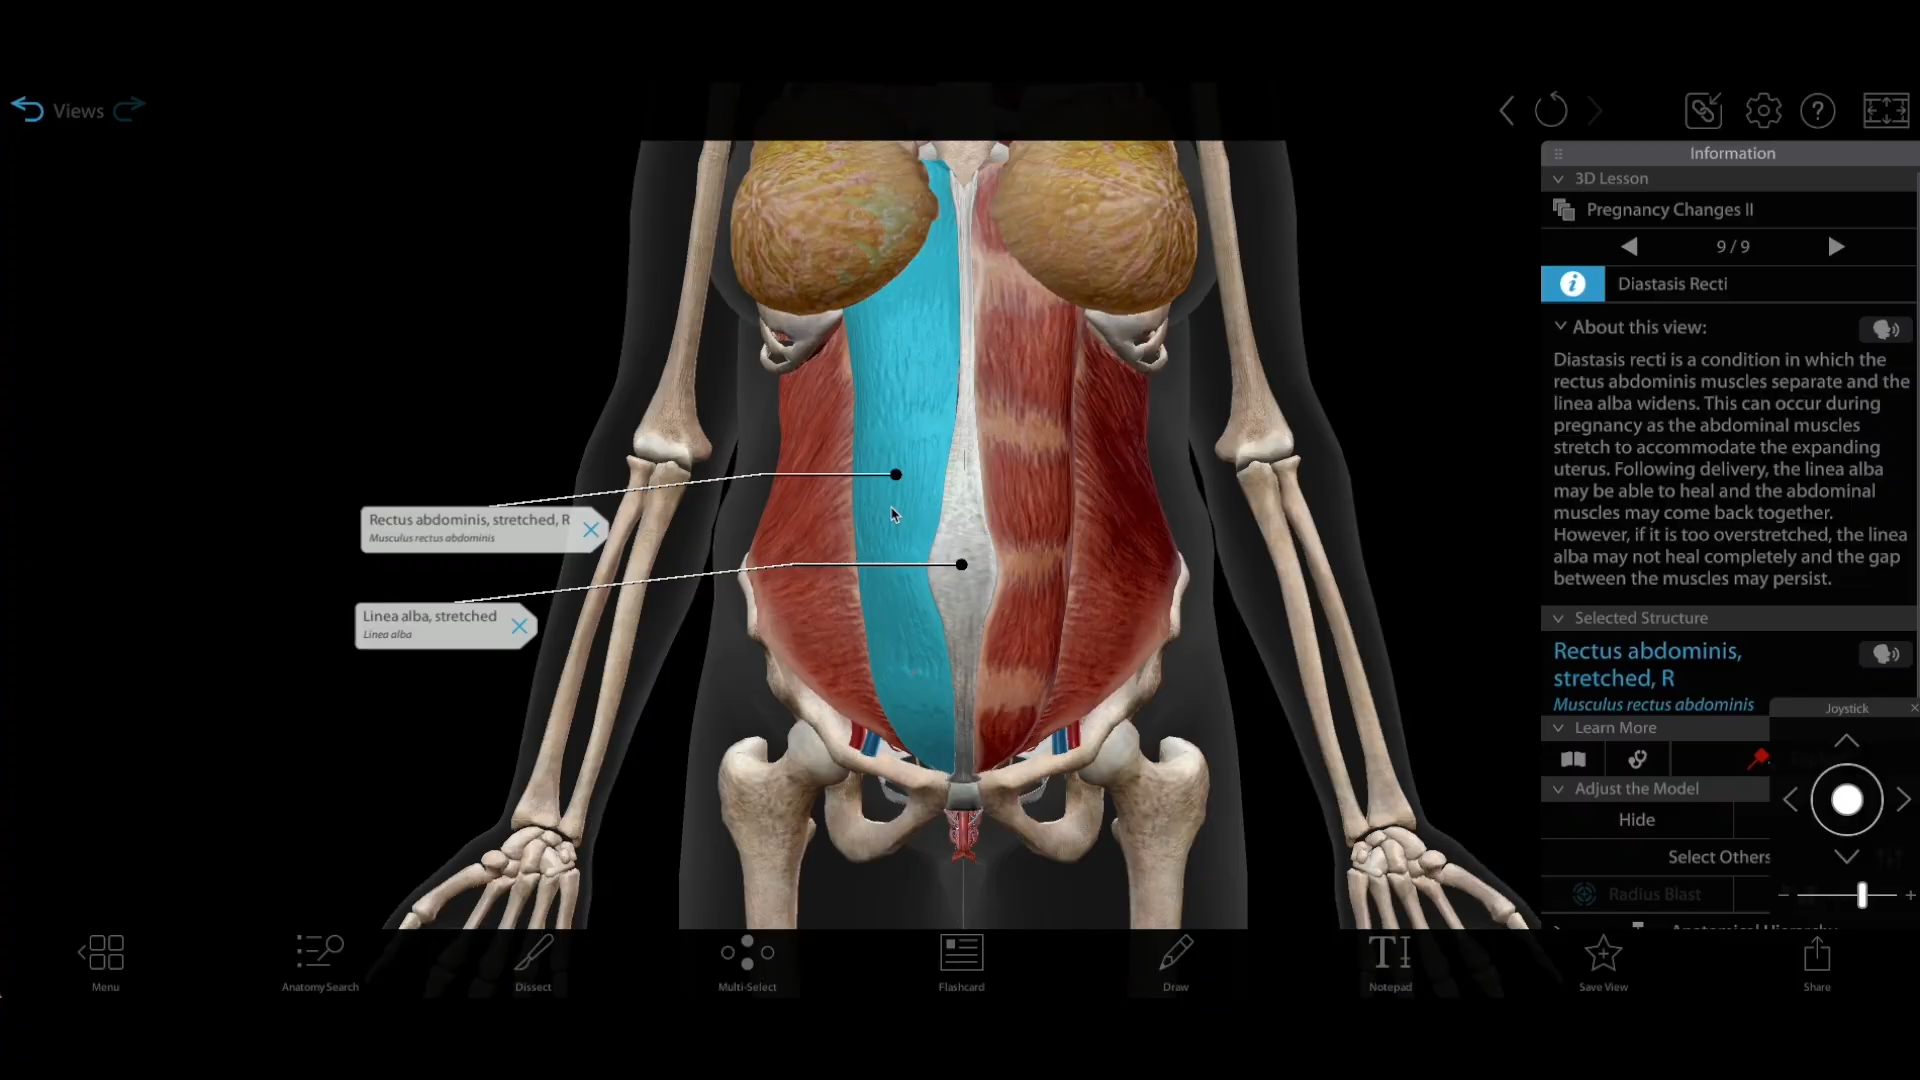 Views
Information
3D Lesson
Pregnancy Changes II
9 / 9
i
Diastasis Recti
About this view:
Diastasis recti is a condition in which the
rectus abdominis muscles separate and the
linea alba widens. This can occur during
pregnancy as the abdominal muscles
stretch to accommodate the expanding
uterus. Following delivery, the linea alba
may be able to heal and the abdominal
muscles may come back together.
However, if it is too overstretched, the linea
alba may not heal completely and the gap
between the muscles may persist.
Rectus abdominis, stretched, R
Musculus rectus abdominis
Linea alba, stretched
Linea alba
Selected Structure
Rectus abdominis,
stretched, R
Musculus rectus abdominis
Joystick
Learn More
Adjust the Model
Hide
Select Others
Radius Blast
Menu
Anatomy Search
Dissect
Multi-Select
Flashcard
Draw
Notepad
Save View
Share